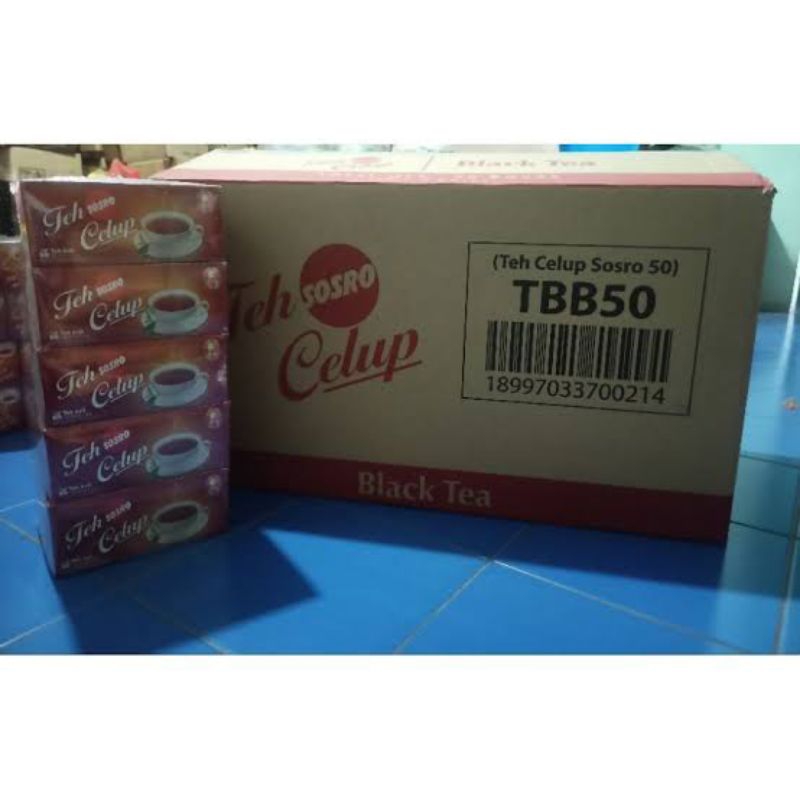 Teh SOSRO
Celup
Teh SOSRO
Celup
Teh SOSRO
Celup
Teh SOSRO
Celup
Teh SOSRO
Celup
Black Tea
Teh SOSRO
Celup
(Teh Celup Sosro 50)
TBB50
18997033700214
Black Tea